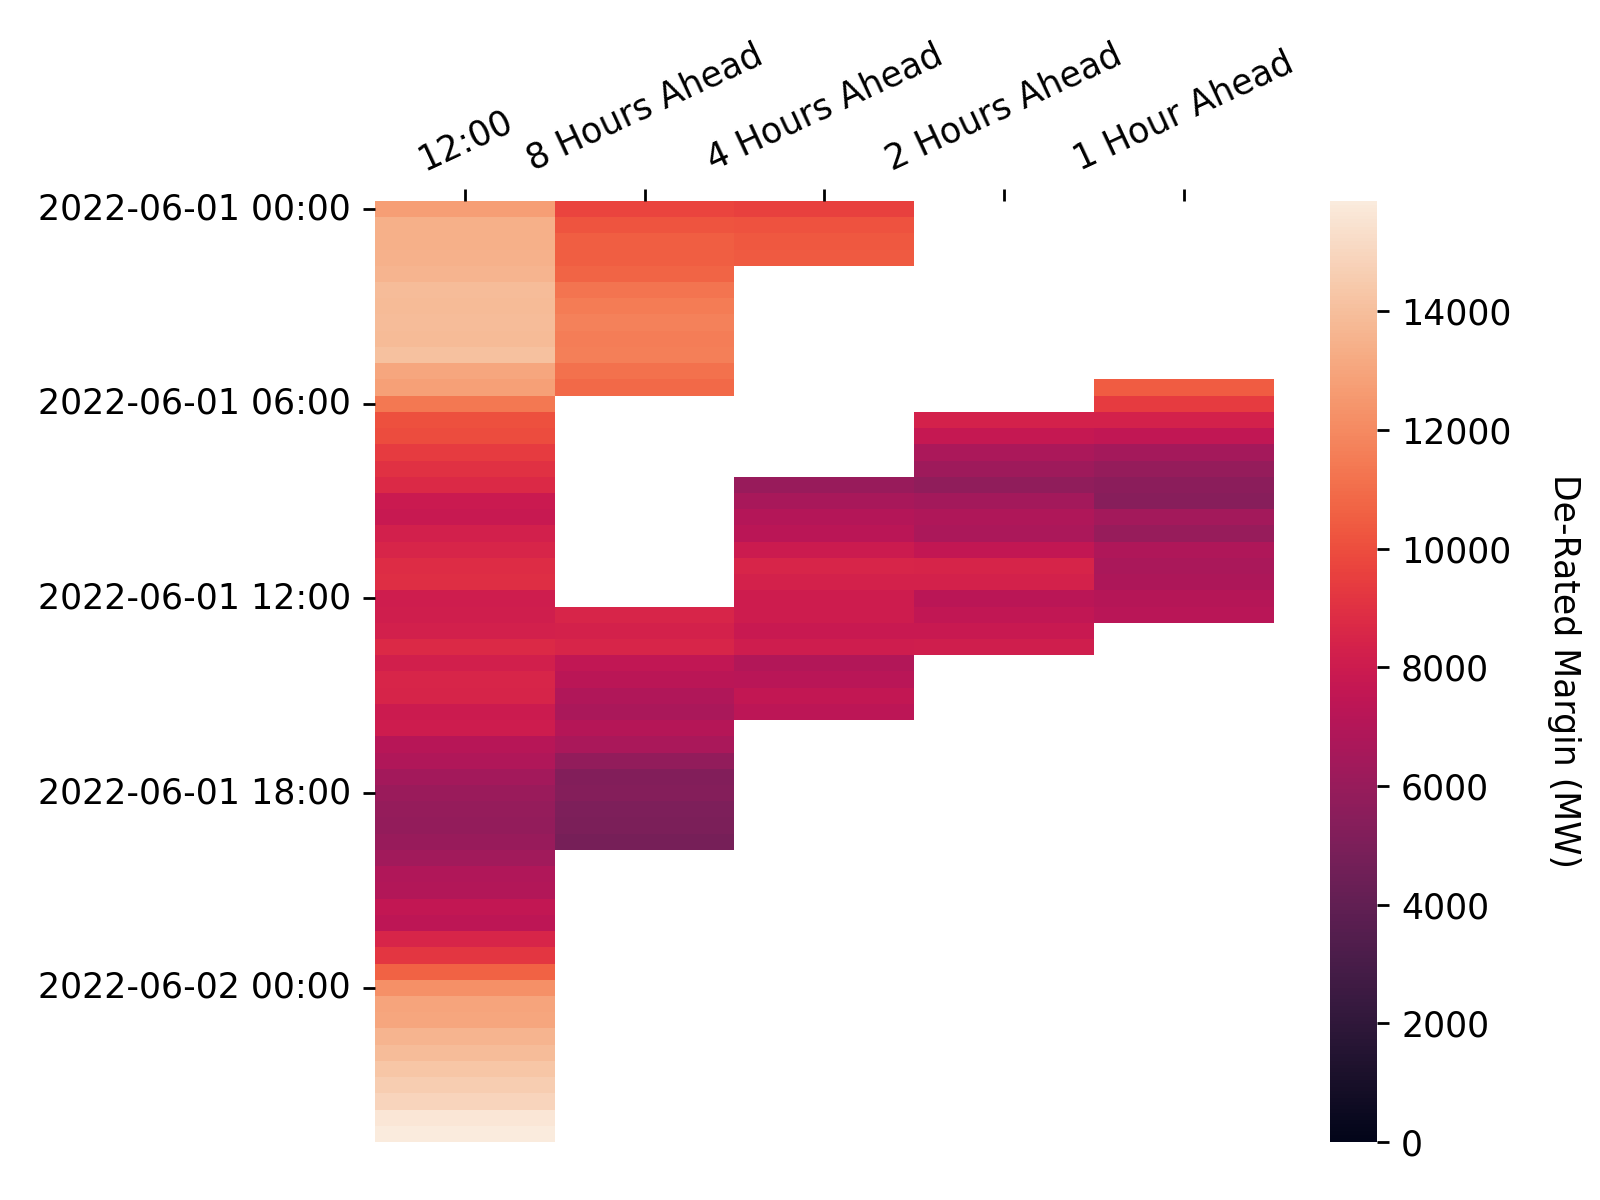 12:00
8 Hours Ahead
4 Hours Ahead
2 Hours Ahead
1 Hour Ahead
2022-06-01 00:00
2022-06-01 06:00
2022-06-01 12:00
2022-06-01 18:00
2022-06-02 00:00
14000
12000
10000
8000
6000
4000
2000
0
De-Rated Margin (MW)